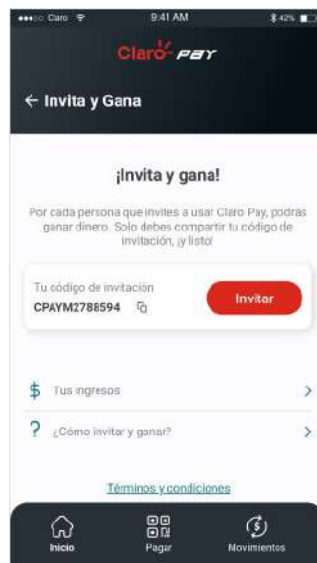 Claro 9:41 AM 42%
Claro PAY
Invita y Gana
¡Invita y gana!
Por cada persona que invites a usar Claro Pay, podrás
ganar dinero. Solo debes compartir tu código de
invitación, ¡y listo!
Tu código de invitación
CPAYM2788594
Invitar
Tus ingresos
¿Cómo invitar y ganar?
Términos y condiciones
Inicio Pagar Movimientos